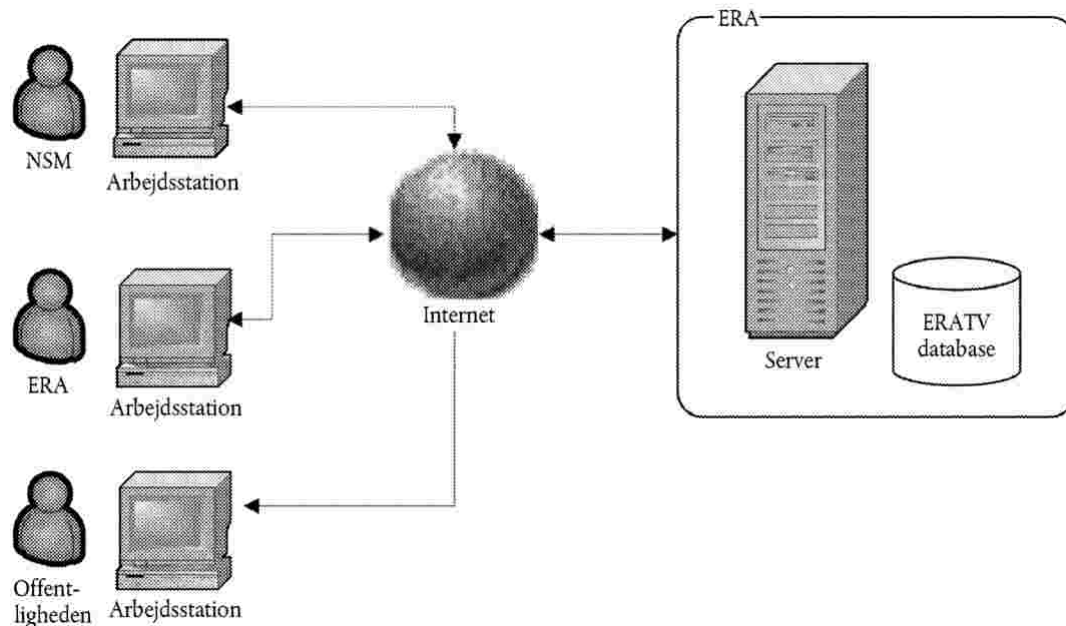 ERA
NSM
Arbejdsstation
Internet
ERA
Arbejdsstation
Server
ERATV
database
Offent-
ligheden
Arbejdsstation